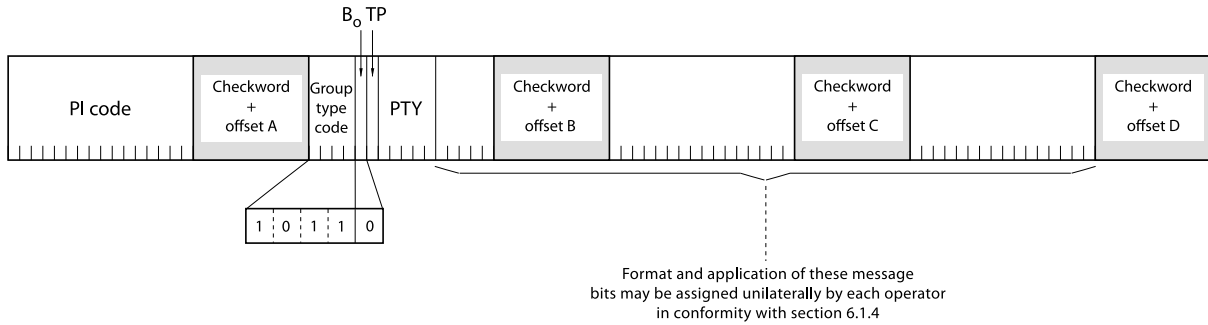 B₀ TP
PI code
Checkword
+
offset A
Group
type
code
PTY
Checkword
+
offset B
Checkword
+
offset C
Checkword
+
offset D
1 0 1 1 0
Format and application of these message
bits may be assigned unilaterally by each operator
in conformity with section 6.1.4